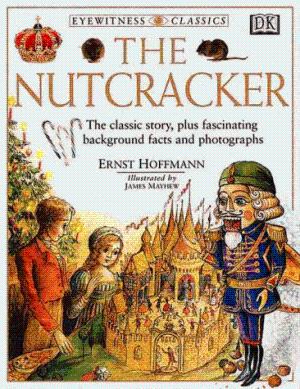 EYEWITNESS CLASSICS
DK
THE
NUTCRACKER
The classic story, plus fascinating
background facts and photographs
ERNST HOFFMANN
Illustrated by
JAMES MAYHEW